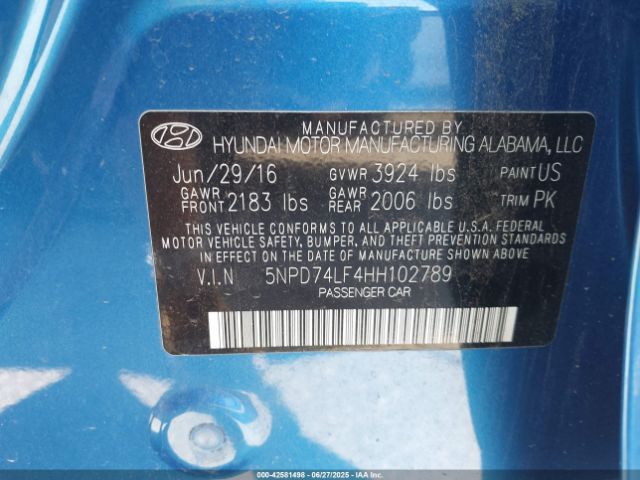 MANUFACTURED BY
HYUNDAI MOTOR MANUFACTURING ALABAMA, LLC
Jun/29/16 GVWR 3924 lbs PAINT US
GAWR FRONT 2183 lbs GAWR REAR 2006 lbs TRIM PK
THIS VEHICLE CONFORMS TO ALL APPLICABLE U.S.A. FEDERAL
MOTOR VEHICLE SAFETY, BUMPER, AND THEFT PREVENTION
STANDARDS IN EFFECT ON THE DATE OF MANUFACTURE SHOWN ABOVE
V.I.N 5NPD74LF4HH102789
PASSENGER CAR
000-42581498 - 06/27/2025 - IAAI.COM